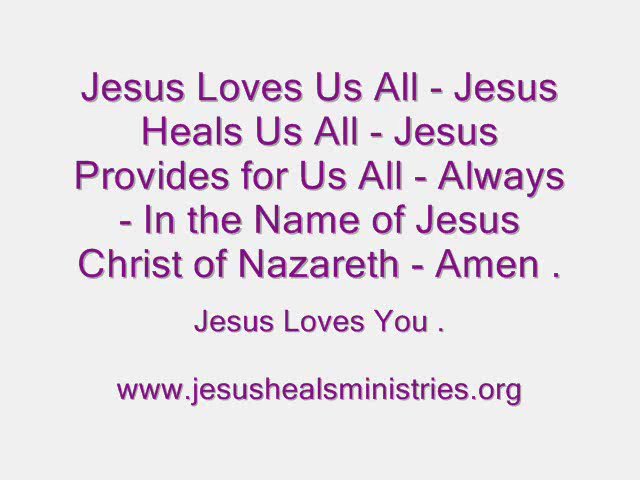 Jesus Loves Us All - Jesus
Heals Us All - Jesus
Provides for Us All - Always
- In the Name of Jesus
Christ of Nazareth - Amen .
Jesus Loves You .
www.jesushealsministries.org